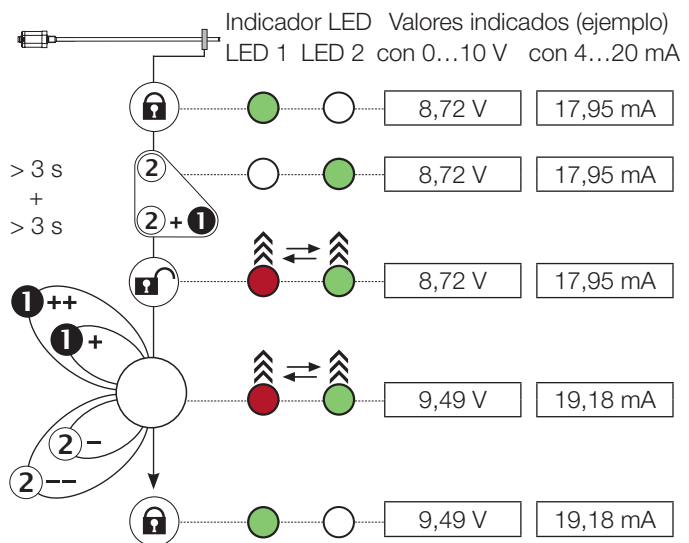 Indicador LED Valores indicados (ejemplo)
LED 1 LED 2 con 0…10 V con 4…20 mA
8,72 V 17,95 mA
> 3 s
+
> 3 s
2
8,72 V 17,95 mA
2 + 1
8,72 V 17,95 mA
1 ++
1 +
9,49 V 19,18 mA
2 –
2 ––
9,49 V 19,18 mA